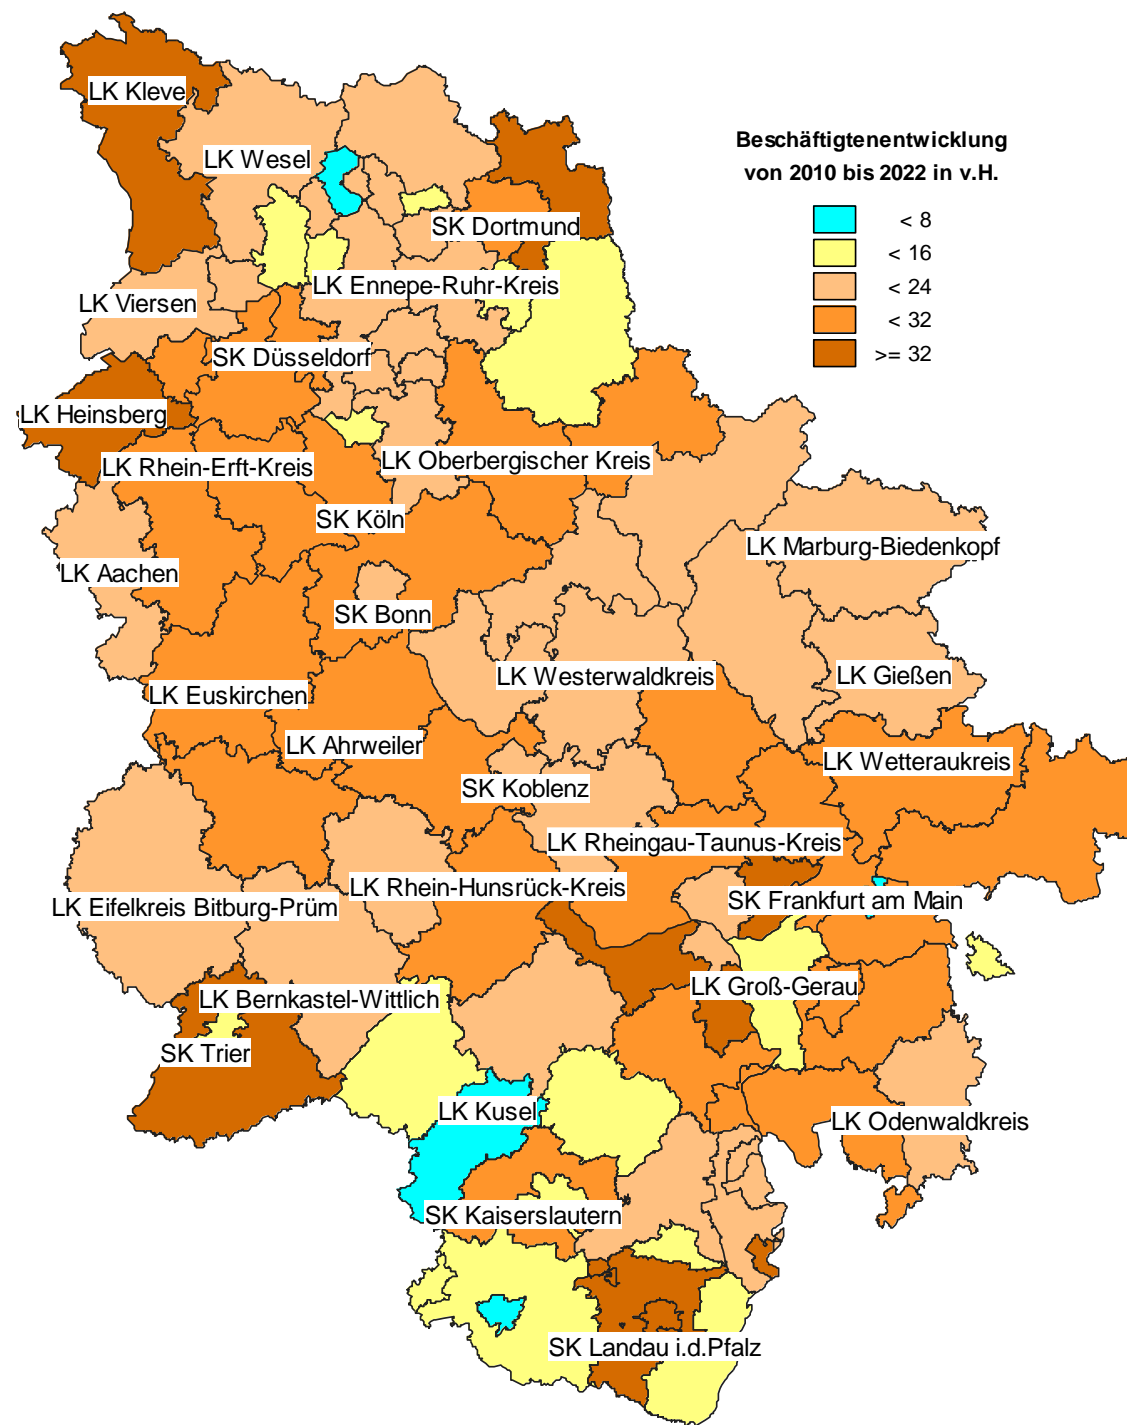 LK Kleve
Beschäftigtenentwicklung
von 2010 bis 2022 in v.H.
< 8
< 16
< 24
< 32
>= 32
LK Wesel
SK Dortmund
LK Ennepe-Ruhr-Kreis
LK Viersen
SK Düsseldorf
LK Heinsberg
LK Rhein-Erft-Kreis
LK Oberbergischer Kreis
SK Köln
LK Marburg-Biedenkopf
LK Aachen
SK Bonn
LK Westerwaldkreis
LK Gießen
LK Euskirchen
LK Ahrweiler
LK Wetteraukreis
SK Koblenz
LK Rheingau-Taunus-Kreis
LK Rhein-Hunsrück-Kreis
SK Frankfurt am Main
LK Eifelkreis Bitburg-Prüm
LK Groß-Gerau
LK Bernkastel-Wittlich
SK Trier
LK Kusel
LK Odenwaldkreis
SK Kaiserslautern
SK Landau i.d.Pfalz